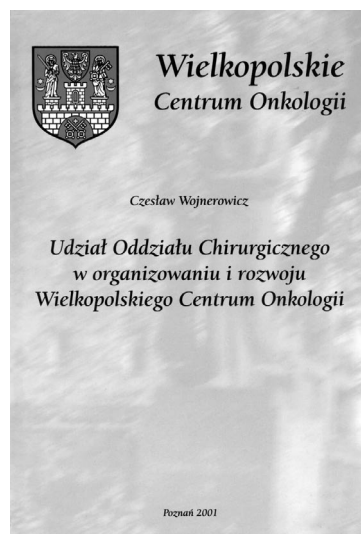 Wielkopolskie
Centrum Onkologii
Czesław Wojnerowicz
Udział Oddziału Chirurgicznego
w organizowaniu i rozwoju
Wielkopolskiego Centrum Onkologii
Poznań 2001